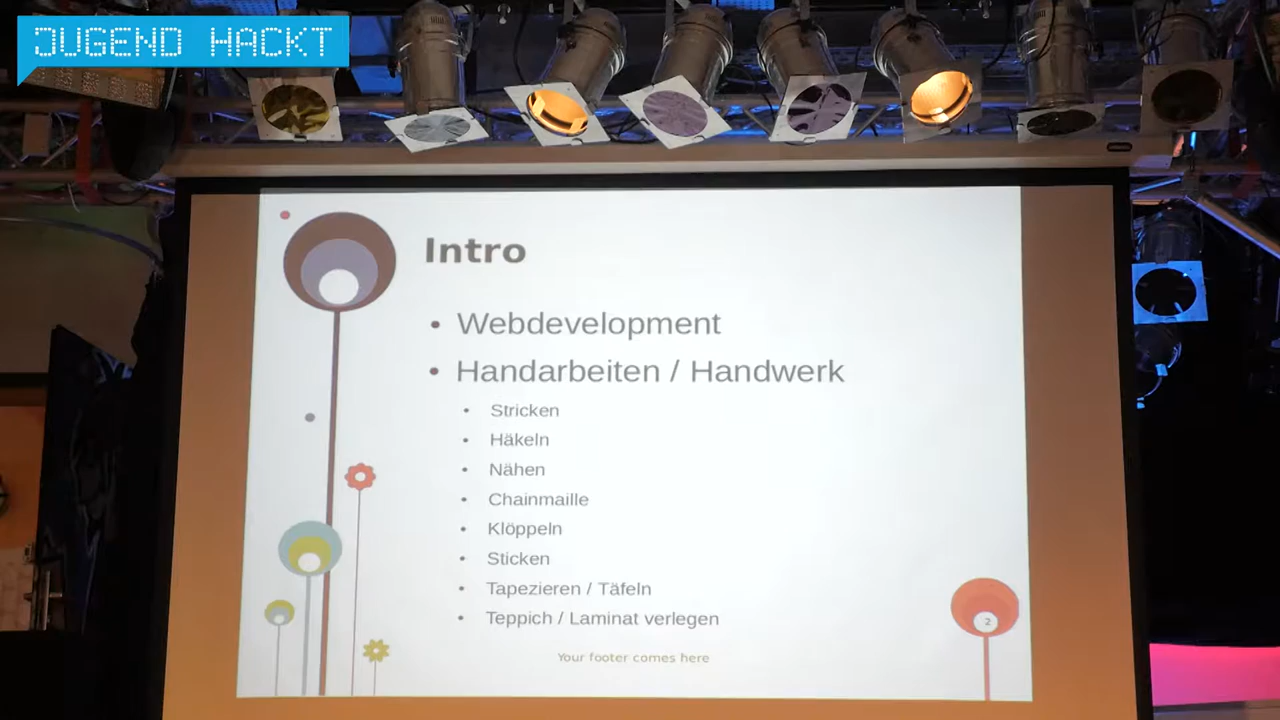 JUGEND HACKT
Intro
• Webdevelopment
• Handarbeiten / Handwerk
• Stricken
• Häkeln
• Nähen
• Chainmaille
• Klöppeln
• Sticken
• Tapezieren / Täfeln
• Teppich / Laminat verlegen
Your footer comes here
2